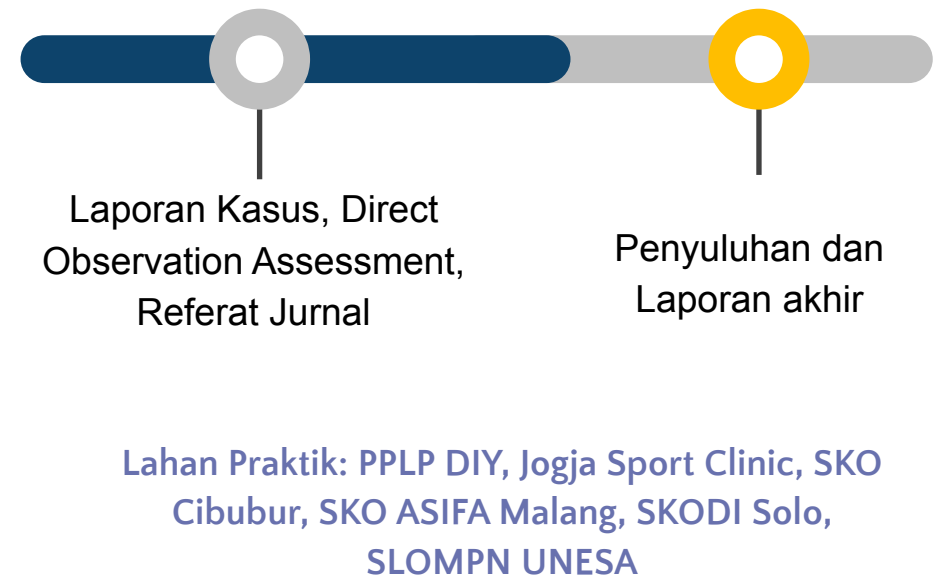 Laporan Kasus, Direct
Observation Assessment,
Referat Jurnal
Penyuluhan dan
Laporan akhir
Lahan Praktik: PPLP DIY, Jogja Sport Clinic, SKO
Cibubur, SKO ASIFA Malang, SKODI Solo,
SLOMPN UNESA